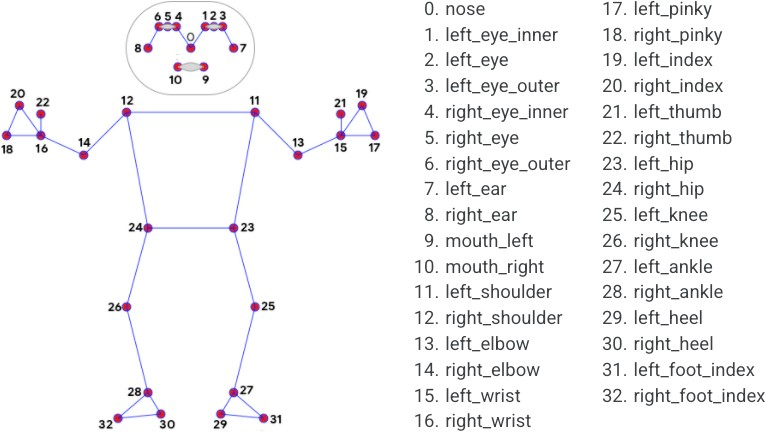 6 5 4 1 2 3
0
8 7
10 9
20 22 12 11 21 19
18 16 14 13 15 17
24 23
26 25
28 27
32 30 29 31
0. nose
1. left_eye_inner
2. left_eye
3. left_eye_outer
4. right_eye_inner
5. right_eye
6. right_eye_outer
7. left_ear
8. right_ear
9. mouth_left
10. mouth_right
11. left_shoulder
12. right_shoulder
13. left_elbow
14. right_elbow
15. left_wrist
16. right_wrist
17. left_pinky
18. right_pinky
19. left_index
20. right_index
21. left_thumb
22. right_thumb
23. left_hip
24. right_hip
25. left_knee
26. right_knee
27. left_ankle
28. right_ankle
29. left_heel
30. right_heel
31. left_foot_index
32. right_foot_index